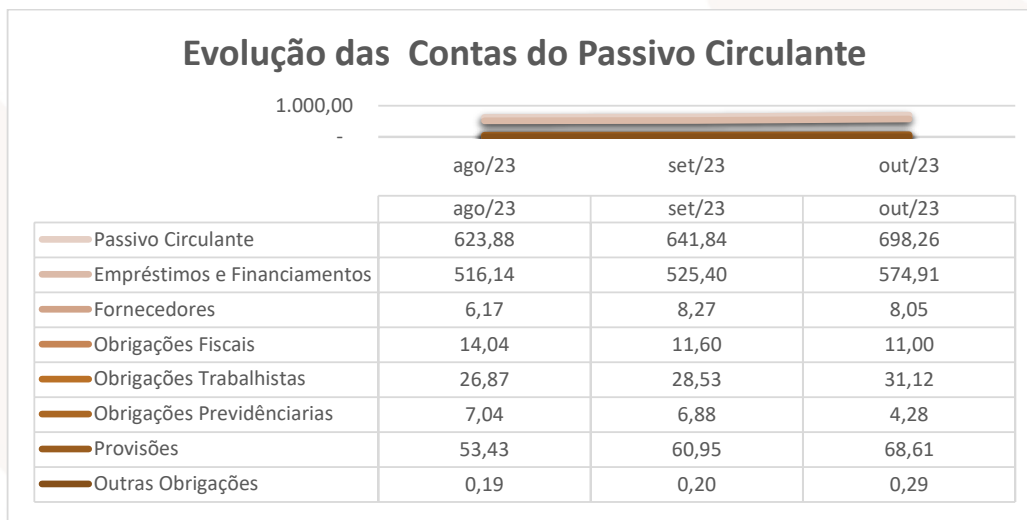 Evolução das  Contas do Passivo Circulante
1.000,00
-
ago/23 set/23 out/23
ago/23 set/23 out/23
Passivo Circulante 623,88 641,84 698,26
Empréstimos e Financiamentos 516,14 525,40 574,91
Fornecedores 6,17 8,27 8,05
Obrigações Fiscais 14,04 11,60 11,00
Obrigações Trabalhistas 26,87 28,53 31,12
Obrigações Previdênciarias 7,04 6,88 4,28
Provisões 53,43 60,95 68,61
Outras Obrigações 0,19 0,20 0,29